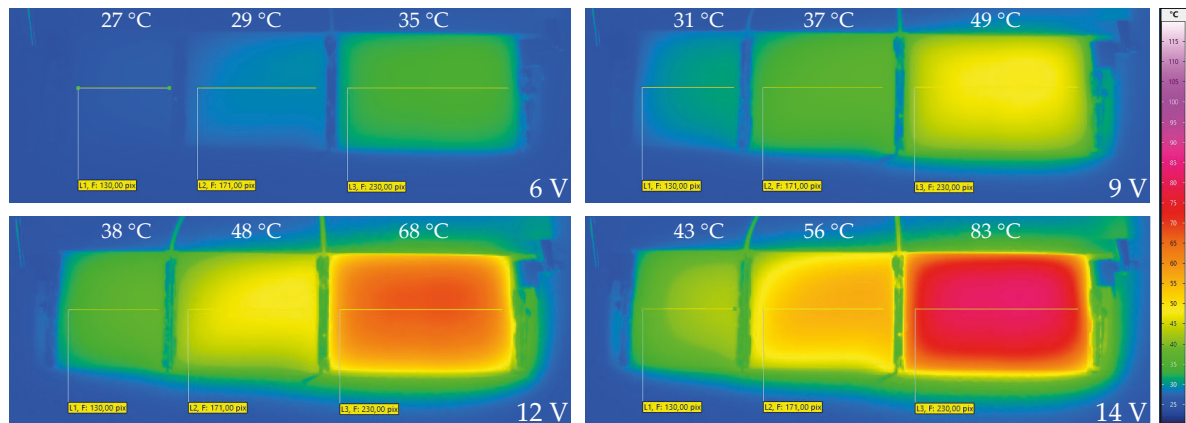 27 °C 29 °C 35 °C
L1, F: 130,00 pix
L2, F: 171,00 pix
L3, F: 230,00 pix
6 V
31 °C 37 °C 49 °C
L1, F: 130,00 pix
L2, F: 171,00 pix
L3, F: 230,00 pix
9 V
38 °C 48 °C 68 °C
L1, F: 130,00 pix
L2, F: 171,00 pix
L3, F: 230,00 pix
12 V
43 °C 56 °C 83 °C
L1, F: 130,00 pix
L2, F: 171,00 pix
L3, F: 230,00 pix
14 V
°C
115
110
105
100
95
90
85
80
75
70
65
60
55
50
45
40
35
30
25